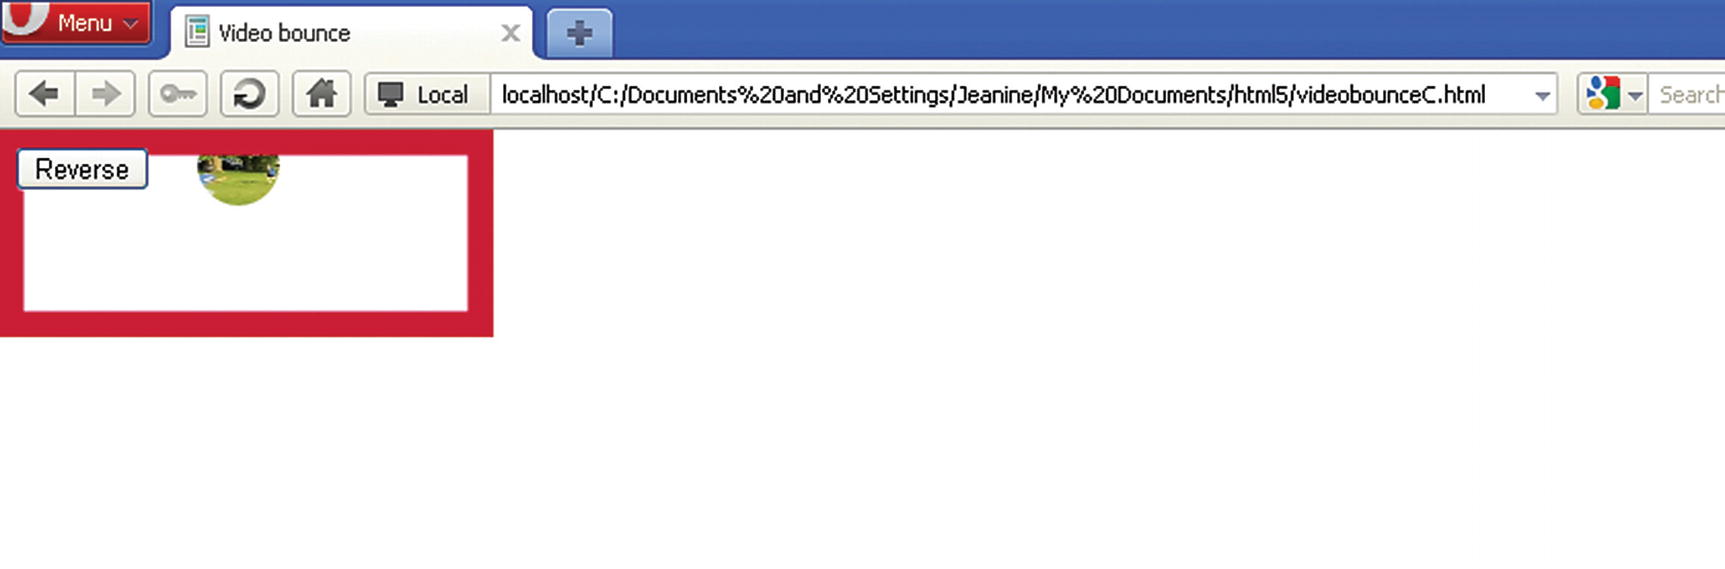 Menu
Video bounce
Local
localhost/C:/Documents%20and%20Settings/Jeanine/My%20Documents/html5/videobounceC.html
Search
Reverse